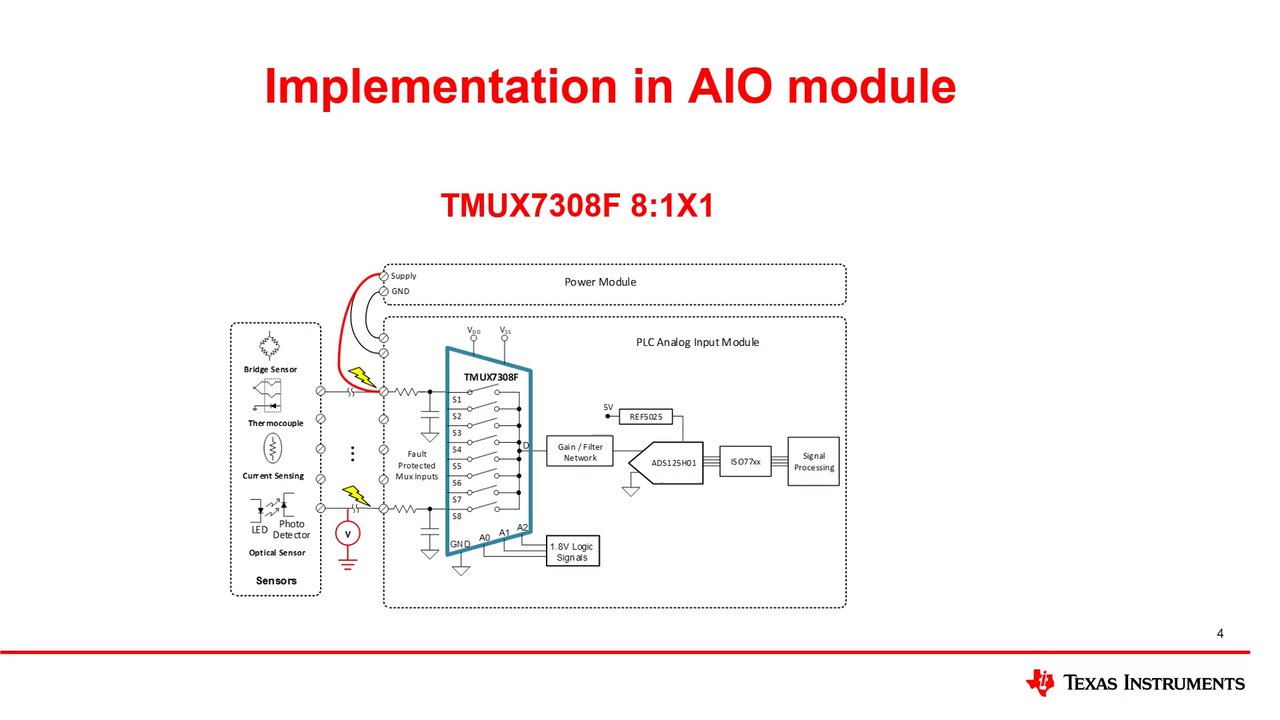 Implementation in AIO module
TMUX7308F 8:1X1
Supply
GND
Power Module
PLC Analog Input Module
VDD
VSS
TMUX7308F
S1
S2
S3
S4
S5
S6
S7
S8
D
GND
A0
A1
A2
Bridge Sensor
Thermocouple
Current Sensing
LED
Photo
Detector
Optical Sensor
Sensors
V
Fault
Protected
Mux Inputs
Gain / Filter
Network
5V
REF5025
ADS125H01
ISO77xx
Signal
Processing
1.8V Logic
Signals
4
TEXAS INSTRUMENTS